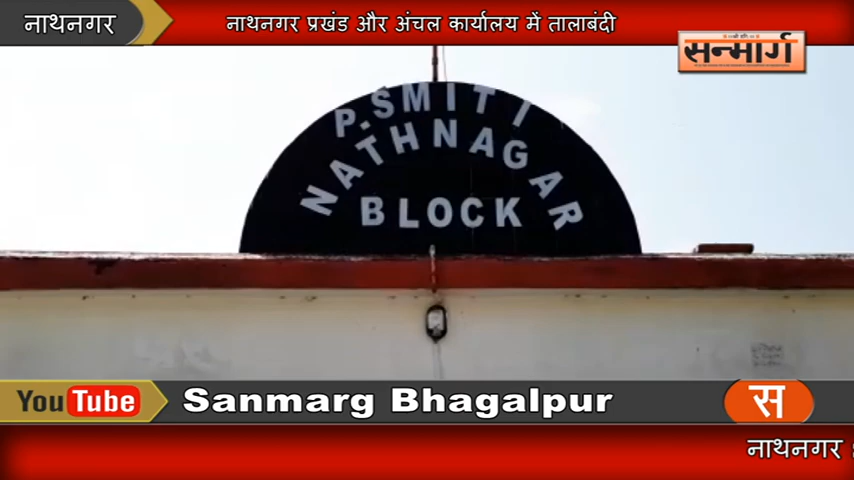 नाथनगर
नाथनगर प्रखंड और अंचल कार्यालय में तालाबंदी
सन्मार्ग
P.SMITI
NATHNAGAR
BLOCK
YouTube
Sanmarg Bhagalpur
स
नाथनगर